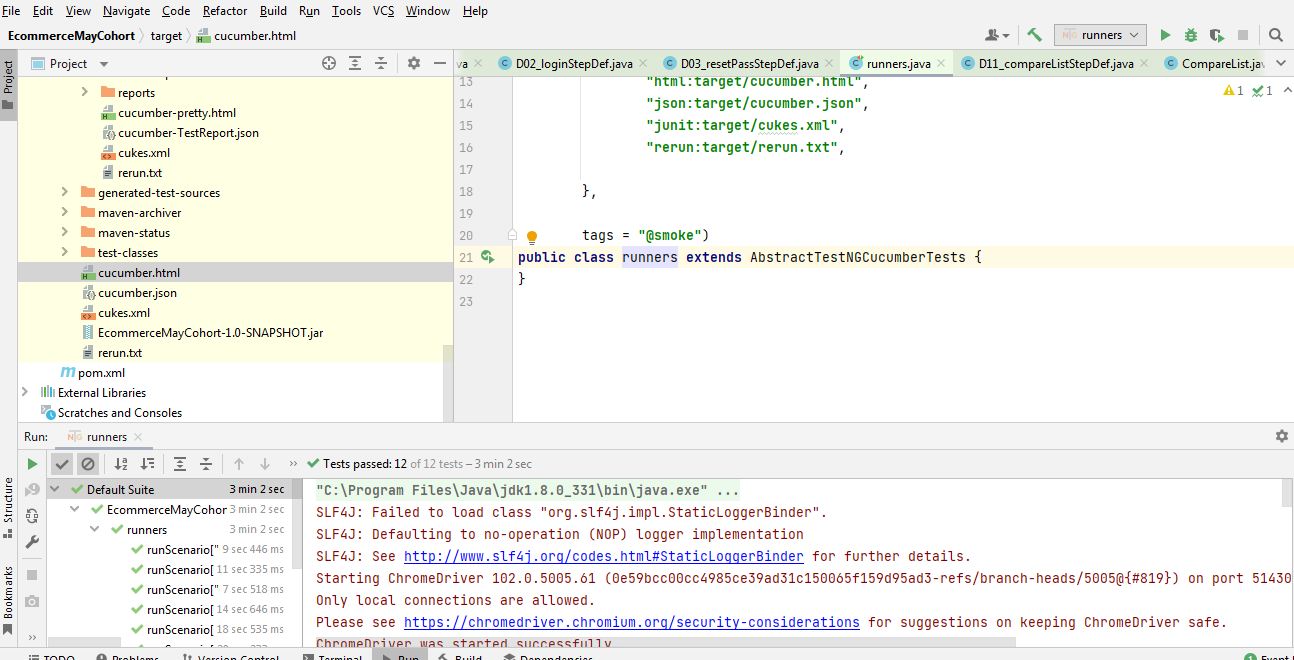 File Edit View Navigate Code Refactor Build Run Tools VCS Window Help
EcommerceMayCohort target cucumber.html runners
Project D02_loginStepDef.java D03_resetPassStepDef.java runners.java D11_compareListStepDef.java CompareList.jav
Project
reports
cucumber-pretty.html
cucumber-TestReport.json
cukes.xml
rerun.txt
generated-test-sources
maven-archiver
maven-status
test-classes
cucumber.html
cucumber.json
cukes.xml
EcommerceMayCohort-1.0-SNAPSHOT.jar
rerun.txt
pom.xml
External Libraries
Scratches and Consoles
13 "html:target/cucumber.html",
14 "json:target/cucumber.json",
15 "junit:target/cukes.xml",
16 "rerun:target/rerun.txt",
17
18 },
19
20 tags = "@smoke")
21 public class runners extends AbstractTestNGCucumberTests {
22 }
23
1 1
Run: runners
Tests passed: 12 of 12 tests – 3 min 2 sec
Default Suite 3 min 2 sec
EcommerceMayCohor 3 min 2 sec
runners 3 min 2 sec
runScenario[" 9 sec 446 ms
runScenario[ 11 sec 335 ms
runScenario[" 7 sec 518 ms
runScenario[ 14 sec 646 ms
runScenario[ 18 sec 535 ms
"C:\Program Files\Java\jdk1.8.0_331\bin\java.exe" ...
SLF4J: Failed to load class "org.slf4j.impl.StaticLoggerBinder".
SLF4J: Defaulting to no-operation (NOP) logger implementation
SLF4J: See http://www.slf4j.org/codes.html#StaticLoggerBinder for further details.
Starting ChromeDriver 102.0.5005.61 (0e59bcc00cc4985ce39ad31c150065f159d95ad3-refs/branch-heads/5005@{#819}) on port 51430
Only local connections are allowed.
Please see https://chromedriver.chromium.org/security-considerations for suggestions on keeping ChromeDriver safe.
ChromeDriver was started successfully
Structure
Bookmarks
TODO Problems Version Control Terminal Run Build Dependencies Event